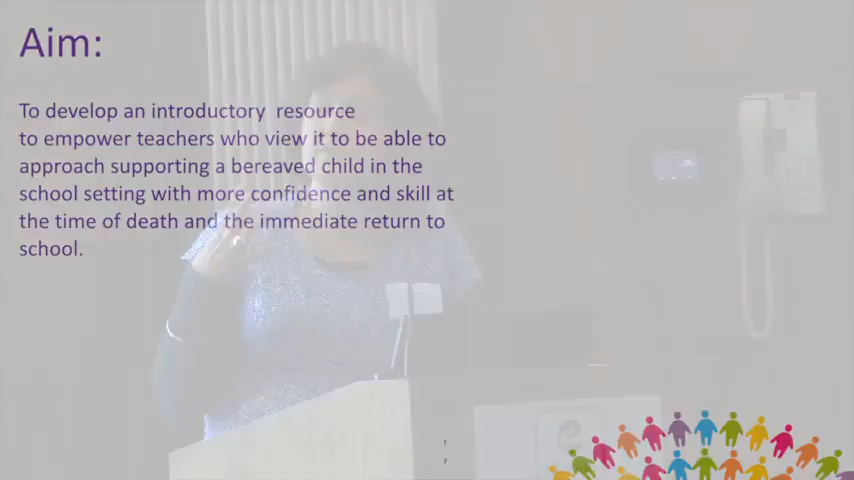 Aim:
To develop an introductory  resource
to empower teachers who view it to be able to
approach supporting a bereaved child in the
school setting with more confidence and skill at
the time of death and the immediate return to
school.